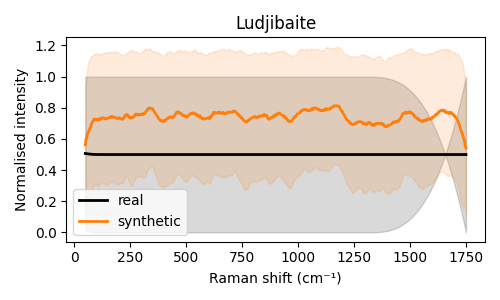 Ludjibaite
Normalised intensity
1.2
1.0
0.8
0.6
0.4
0.2
0.0
real
synthetic
0 250 500 750 1000 1250 1500 1750
Raman shift (cm⁻¹)